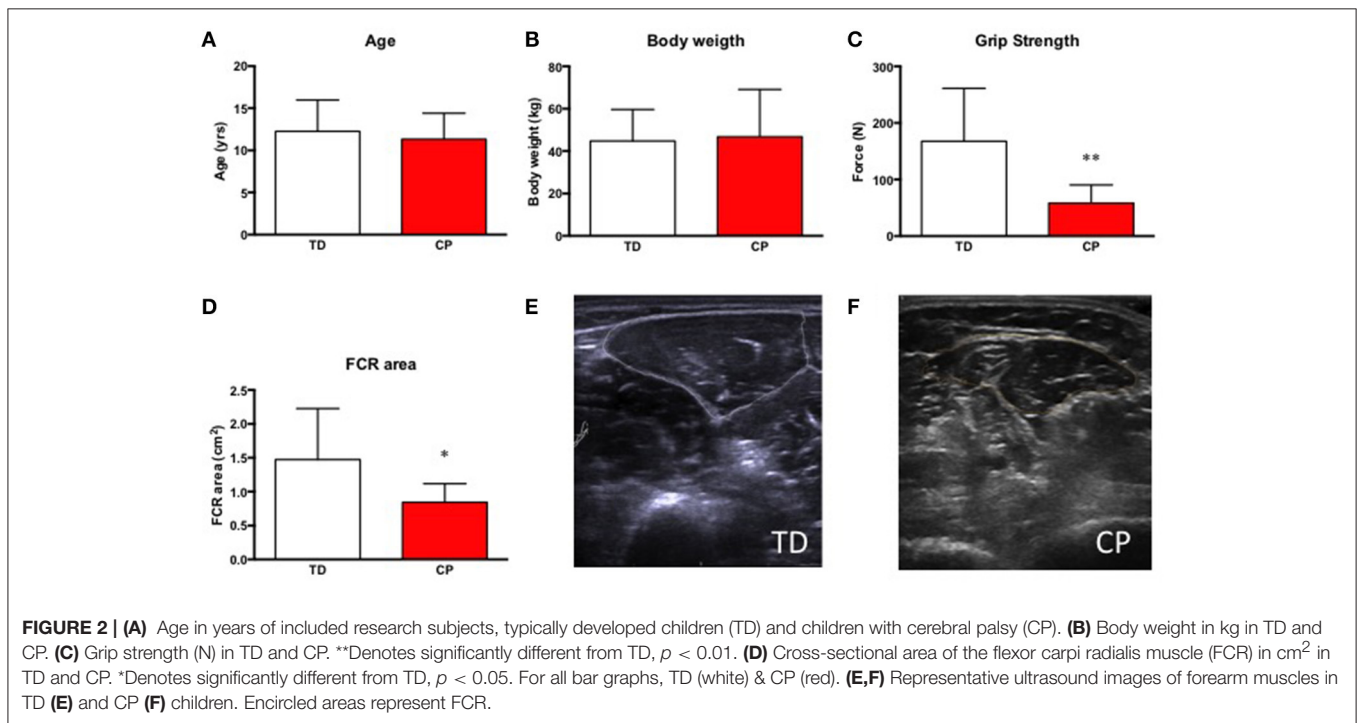 A
Age
Age (yrs)
20
15
10
5
0
TD
CP
B
Body weigth
Body weight (kg)
80
60
40
20
0
TD
CP
C
Grip Strength
Force (N)
300
200
100
0
**
TD
CP
D
FCR area
FCR area (cm²)
2.5
2.0
1.5
1.0
0.5
0.0
*
TD
CP
E
TD
F
CP
FIGURE 2 | (A) Age in years of included research subjects, typically developed children (TD) and children with cerebral palsy (CP). (B) Body weight in kg in TD and
CP. (C) Grip strength (N) in TD and CP. **Denotes significantly different from TD, p < 0.01. (D) Cross-sectional area of the flexor carpi radialis muscle (FCR) in cm² in
TD and CP. *Denotes significantly different from TD, p < 0.05. For all bar graphs, TD (white) & CP (red). (E,F) Representative ultrasound images of forearm muscles in
TD (E) and CP (F) children. Encircled areas represent FCR.